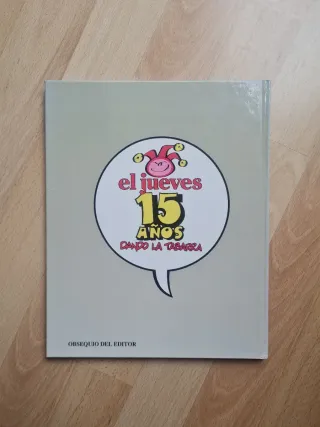 el jueves
15
AÑOS
DANDO LA TABARRA
OBSEQUIO DEL EDITOR